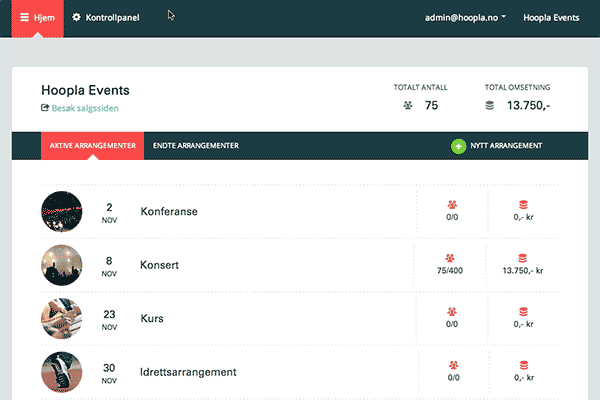 Hjem Kontrollpanel admin@hoopla.no Hoopla Events
Hoopla Events
Besøk salgssiden
TOTALT ANTALL TOTAL OMSETNING
75 13.750,-
AKTIVE ARRANGEMENTER ENDTE ARRANGEMENTER NYTT ARRANGEMENT
2
NOV
Konferanse
0/0
0,- kr
8
NOV
Konsert
75/400
13.750,- kr
23
NOV
Kurs
0/0
0,- kr
30
NOV
Idrettsarrangement
0/0
0,- kr